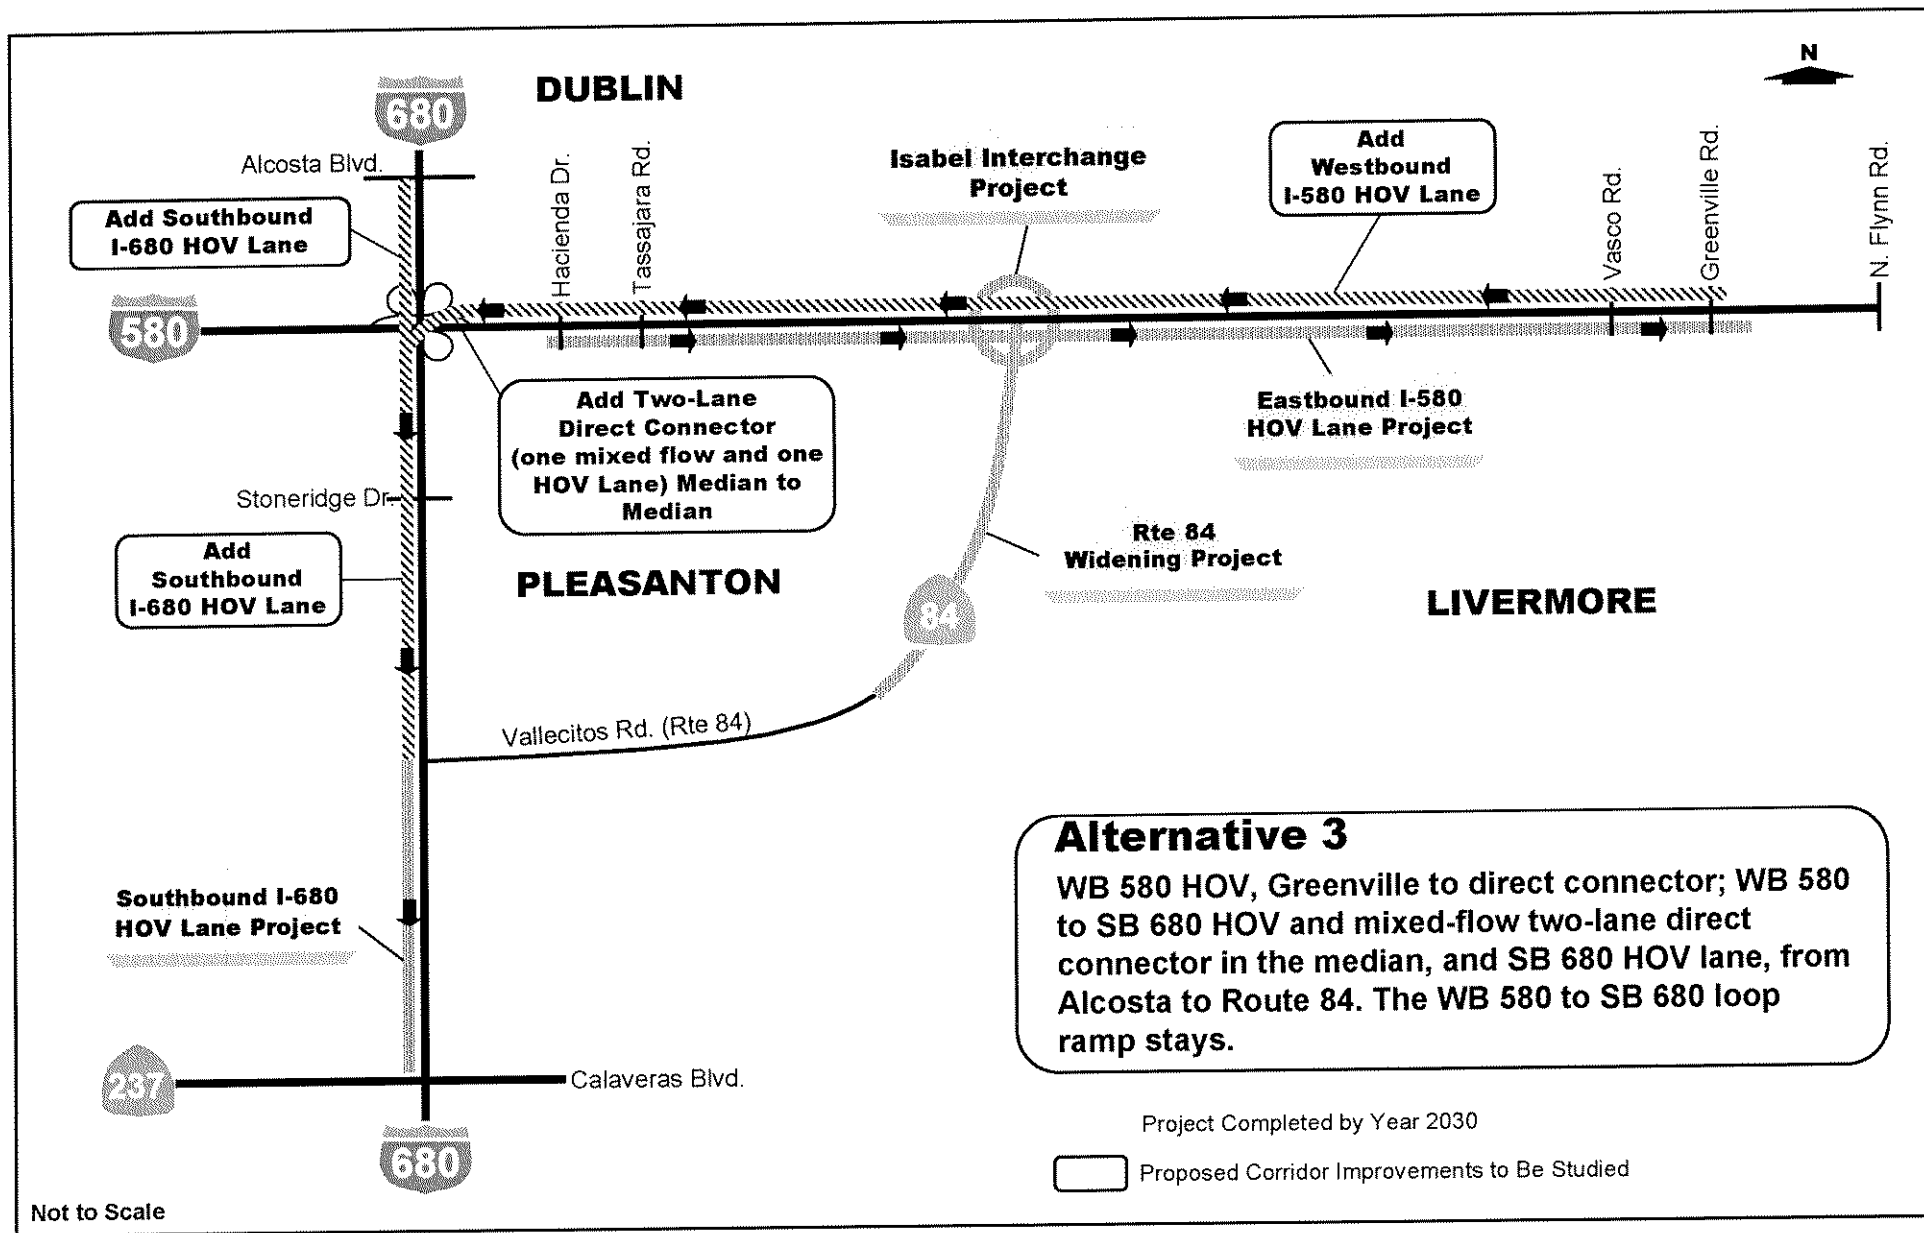 N
DUBLIN
680
Alcosta Blvd.
Hacienda Dr.
Tassajara Rd.
Isabel Interchange
Project
Add
Westbound
I-580 HOV Lane
Vasco Rd.
Greenville Rd.
N. Flynn Rd.
Add Southbound
I-680 HOV Lane
580
Add Two-Lane
Direct Connector
(one mixed flow and one
HOV Lane) Median to
Median
Eastbound I-580
HOV Lane Project
Stoneridge Dr.
Add
Southbound
I-680 HOV Lane
PLEASANTON
Rte 84
Widening Project
84
LIVERMORE
Vallecitos Rd. (Rte 84)
Southbound I-680
HOV Lane Project
Alternative 3
WB 580 HOV, Greenville to direct connector; WB 580
to SB 680 HOV and mixed-flow two-lane direct
connector in the median, and SB 680 HOV lane, from
Alcosta to Route 84. The WB 580 to SB 680 loop
ramp stays.
237
Calaveras Blvd.
680
Project Completed by Year 2030
Proposed Corridor Improvements to Be Studied
Not to Scale